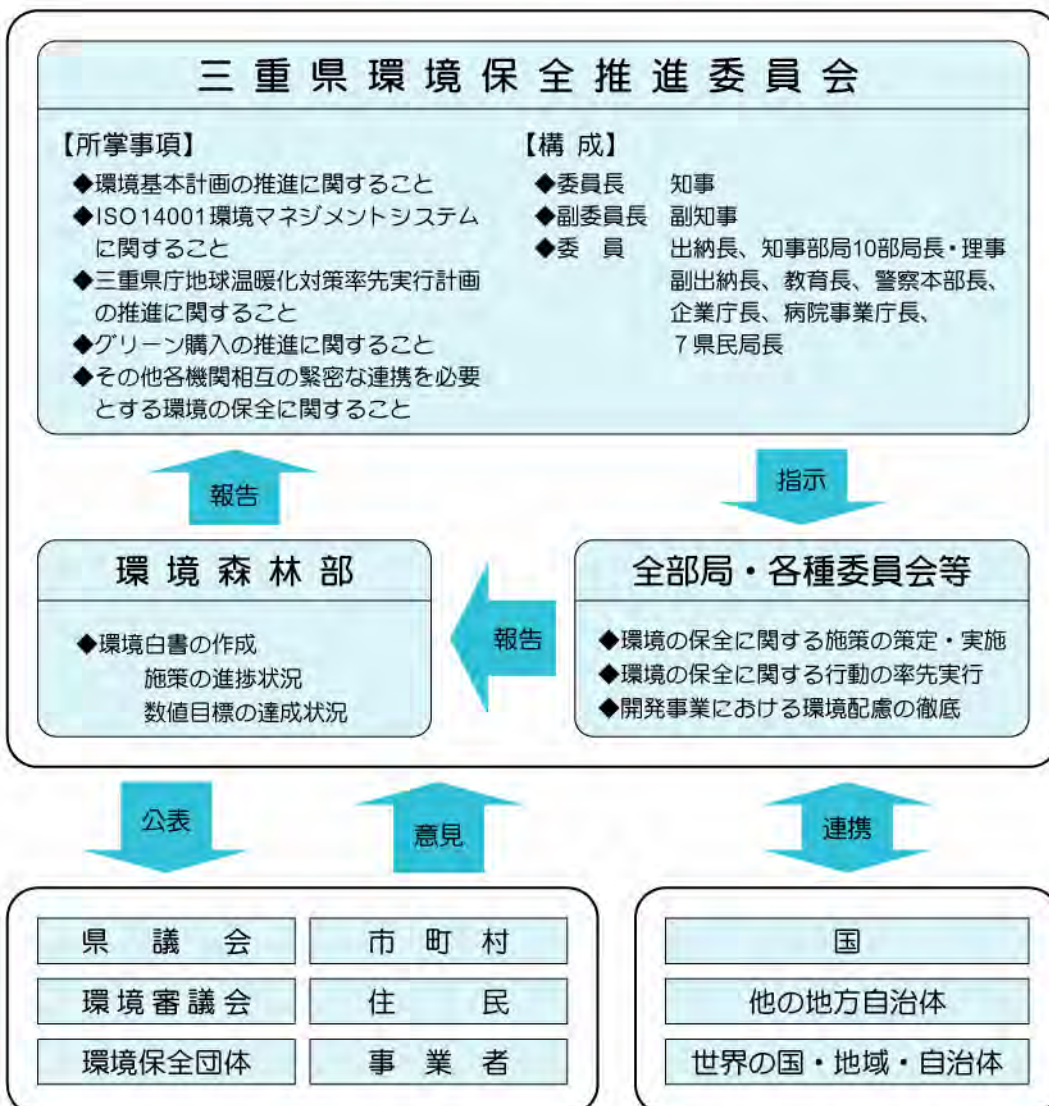 三重県環境保全推進委員会
【所掌事項】
◆環境基本計画の推進に関すること
◆ISO14001環境マネジメントシステム
に関すること
◆三重県庁地球温暖化対策率先実行計画
の推進に関すること
◆グリーン購入の推進に関すること
◆その他各機関相互の緊密な連携を必要
とする環境の保全に関すること
【構 成】
◆委員長 知事
◆副委員長 副知事
◆委 員 出納長、知事部局10部局長・理事
副出納長、教育長、警察本部長、
企業庁長、病院事業庁長、
7県民局長
報告
指示
環境森林部
◆環境白書の作成
施策の進捗状況
数値目標の達成状況
報告
全部局・各種委員会等
◆環境の保全に関する施策の策定・実施
◆環境の保全に関する行動の率先実行
◆開発事業における環境配慮の徹底
公表
意見
連携
県議会
市町村
環境審議会
住民
環境保全団体
事業者
国
他の地方自治体
世界の国・地域・自治体